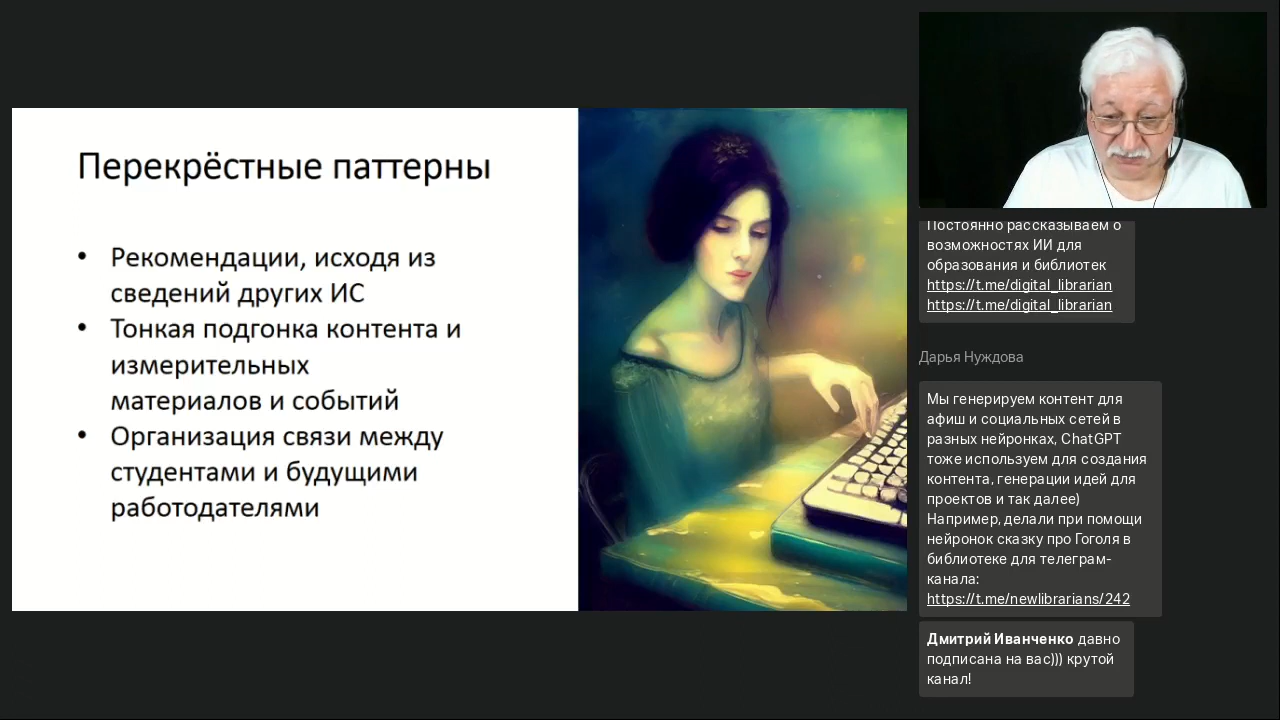 Перекрёстные паттерны
• Рекомендации, исходя из
сведений других ИС
• Тонкая подгонка контента и
измерительных
материалов и событий
• Организация связи между
студентами и будущими
работодателями
Постоянно рассказываем о
возможностях ИИ для
образования и библиотек
https://t.me/digital_librarian
https://t.me/digital_librarian
Дарья Нуждова
Мы генерируем контент для
афиш и социальных сетей в
разных нейронках, ChatGPT
тоже используем для создания
контента, генерации идей для
проектов и так далее)
Например, делали при помощи
нейронок сказку про Гоголя в
библиотеке для телеграм-
канала:
https://t.me/newlibrarians/242
Дмитрий Иванченко давно
подписана на вас))) крутой
канал!